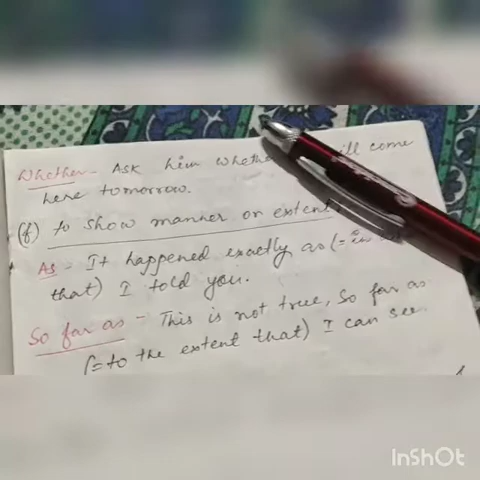 Whether - Ask him whethe ill come
here tomorrow.
(f) to show manner or extent.
As - It happened exactly as (= in
that) I told you.
So far as - This is not true, So far as
(= to the extent that) I can see.
InShOt